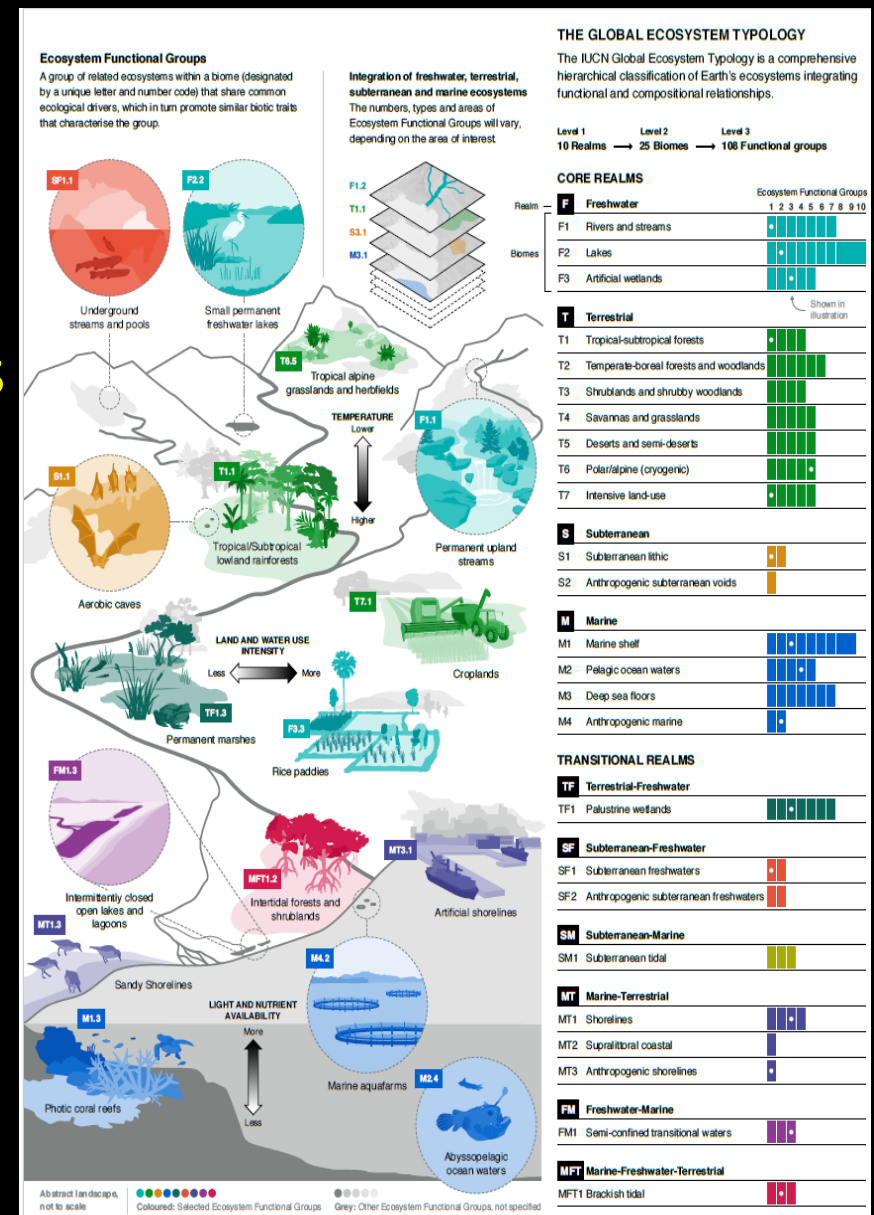 Ecosystem Functional Groups
A group of related ecosystems within a biome (designated
by a unique letter and number code) that share common
ecological drivers, which in turn promote similar biotic traits
that characterise the group.
Integration of freshwater, terrestrial,
subterranean and marine ecosystems
The numbers, types and areas of
Ecosystem Functional Groups will vary,
depending on the area of interest.
SF1.1
Underground
streams and pools
F2.2
Small permanent
freshwater lakes
F1.2
T1.1
S3.1
M3.1
T6.5
Tropical alpine
grasslands and herbfields
TEMPERATURE
Lower
Higher
F1.1
Permanent upland
streams
S1.1
Aerobic caves
T1.1
Tropical/Subtropical
lowland rainforests
T7.1
Croplands
LAND AND WATER USE
INTENSITY
Less
More
TF1.3
Permanent marshes
F3.3
Rice paddies
FM1.3
Intermittently closed
open lakes and
lagoons
MFT1.2
Intertidal forests and
shrublands
MT3.1
Artificial shorelines
MT1.3
Sandy Shorelines
LIGHT AND NUTRIENT
AVAILABILITY
More
Less
M4.2
Marine aquafarms
M1.3
Photic coral reefs
M2.4
Abyssopelagic
ocean waters
Abstract landscape,
not to scale
Coloured: Selected Ecosystem Functional Groups
Grey: Other Ecosystem Functional Groups, not specified
THE GLOBAL ECOSYSTEM TYPOLOGY
The IUCN Global Ecosystem Typology is a comprehensive
hierarchical classification of Earth's ecosystems integrating
functional and compositional relationships.
Level 1 Level 2 Level 3
10 Realms 25 Biomes 108 Functional groups
CORE REALMS
Ecosystem Functional Groups
Realm F Freshwater 1 2 3 4 5 6 7 8 9 10
Biomes
F1 Rivers and streams
F2 Lakes
F3 Artificial wetlands
Shown in
illustration
T Terrestrial
T1 Tropical-subtropical forests
T2 Temperate-boreal forests and woodlands
T3 Shrublands and shrubby woodlands
T4 Savannas and grasslands
T5 Deserts and semi-deserts
T6 Polar/alpine (cryogenic)
T7 Intensive land-use
S Subterranean
S1 Subterranean lithic
S2 Anthropogenic subterranean voids
M Marine
M1 Marine shelf
M2 Pelagic ocean waters
M3 Deep sea floors
M4 Anthropogenic marine
TRANSITIONAL REALMS
TF Terrestrial-Freshwater
TF1 Palustrine wetlands
SF Subterranean-Freshwater
SF1 Subterranean freshwaters
SF2 Anthropogenic subterranean freshwaters
SM Subterranean-Marine
SM1 Subterranean tidal
MT Marine-Terrestrial
MT1 Shorelines
MT2 Supralittoral coastal
MT3 Anthropogenic shorelines
FM Freshwater-Marine
FM1 Semi-confined transitional waters
MFT Marine-Freshwater-Terrestrial
MFT1 Brackish tidal